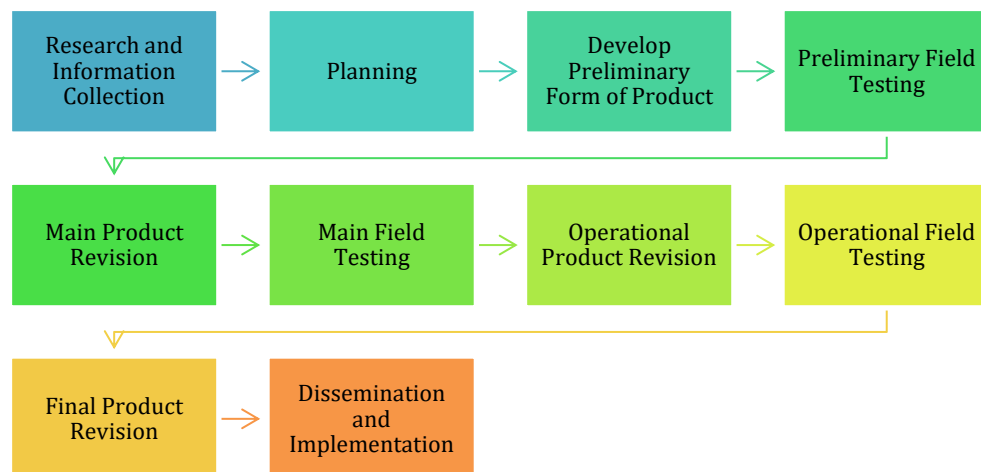 Research and
Information
Collection
Planning
Develop
Preliminary
Form of Product
Preliminary Field
Testing
Main Product
Revision
Main Field
Testing
Operational
Product Revision
Operational Field
Testing
Final Product
Revision
Dissemination
and
Implementation